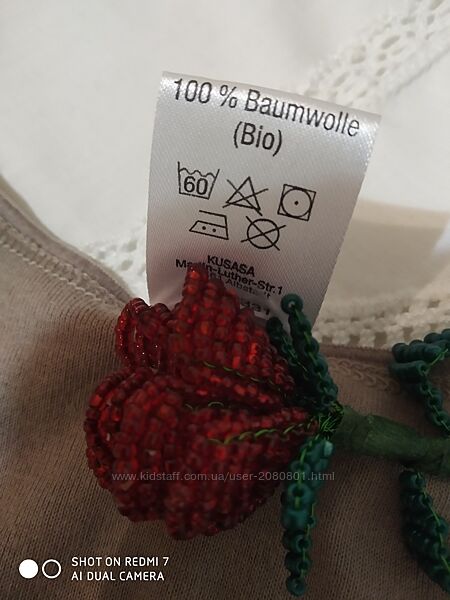 100 % Baumwolle
(Bio)
60
KUSASA
Martin-Luther-Str.1
Albstadt
www.kidstaff.com.ua/user-2080801.html
SHOT ON REDMI 7
AI DUAL CAMERA